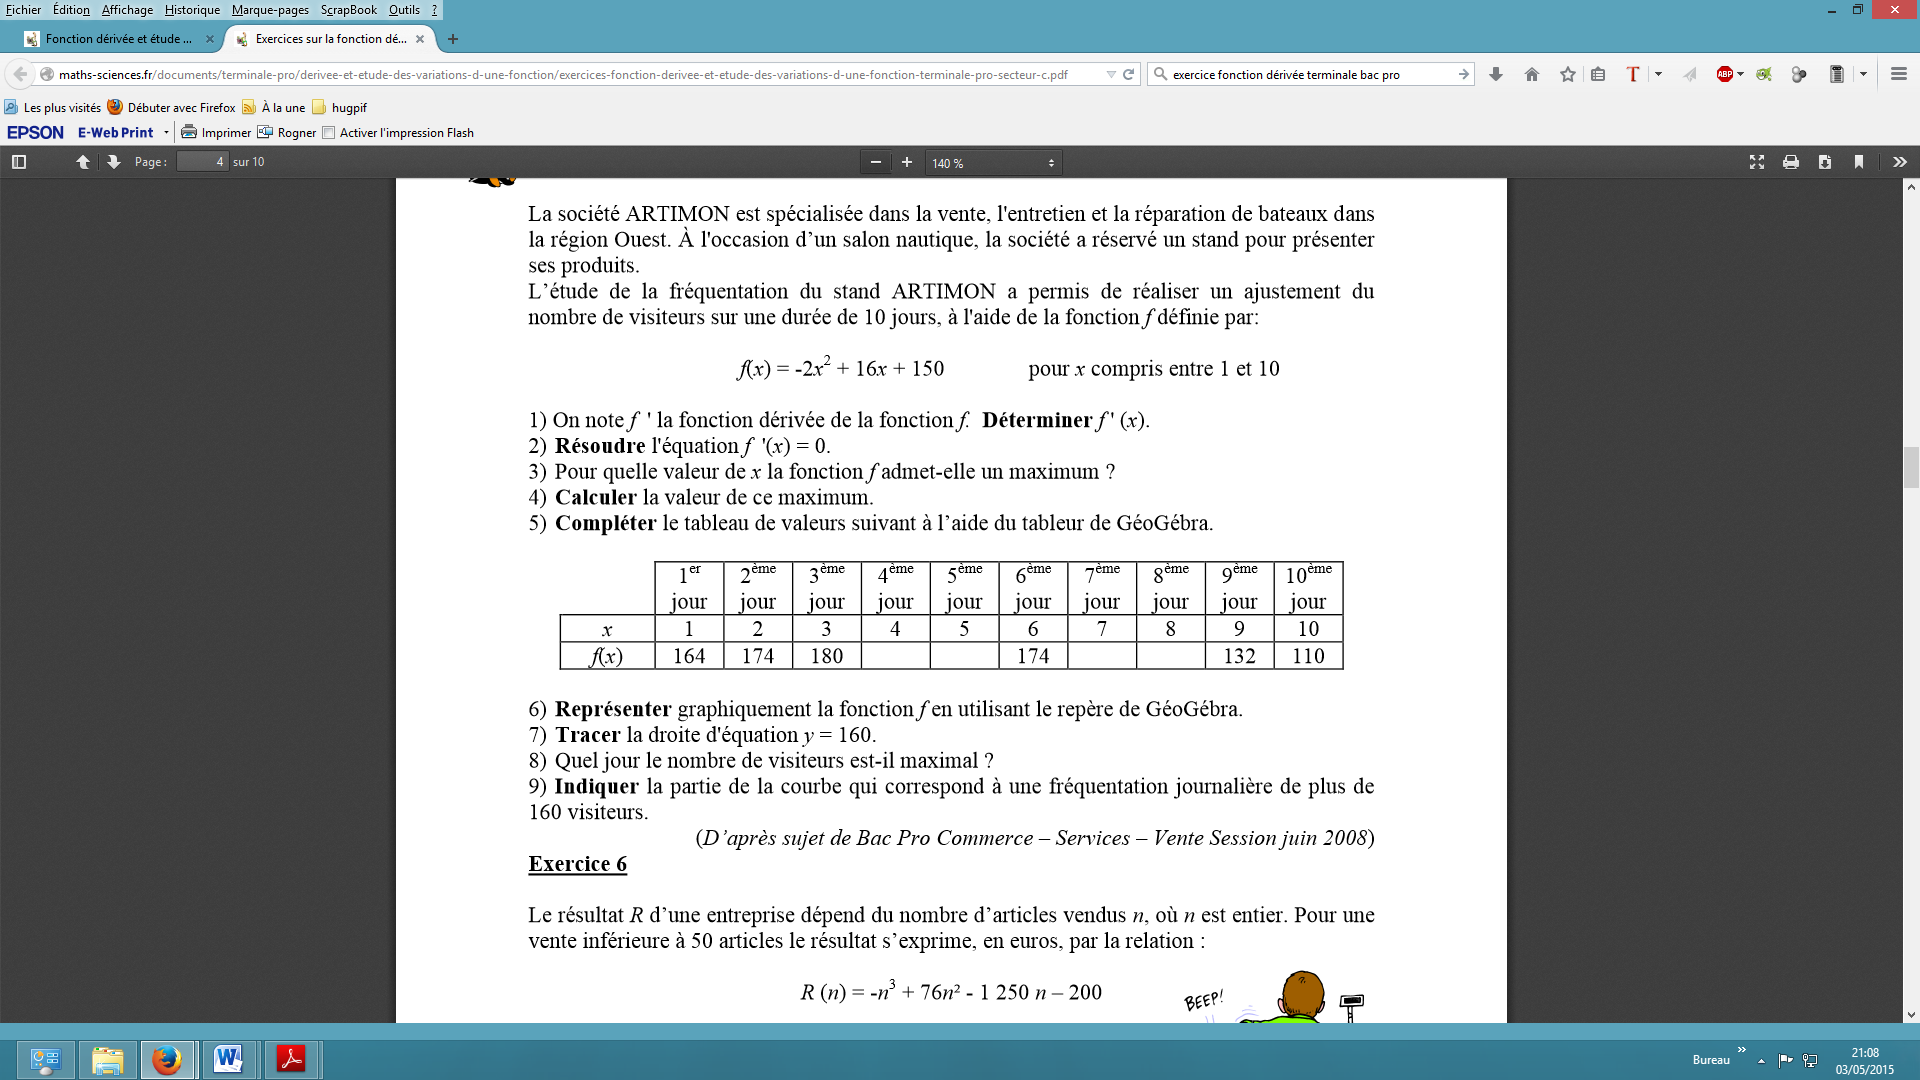 Fichier Édition Affichage Historique Marque-pages ScrapBook Outils ?
Fonction dérivée et étude ... × Exercices sur la fonction dé... × +
maths-sciences.fr/documents/terminale-pro/derivee-et-etude-des-variations-d-une-fonction/exercices-fonction-derivee-et-etude-des-variations-d-une-fonction-terminale-pro-secteur-c.pdf exercice fonction dérivée terminale bac pro ABP
Les plus visités Débuter avec Firefox À la une hugpif
EPSON E-Web Print Imprimer Rogner Activer l'impression Flash
Page : 4 sur 10 − + 140 %
La société ARTIMON est spécialisée dans la vente, l'entretien et la réparation de bateaux dans
la région Ouest. À l'occasion d’un salon nautique, la société a réservé un stand pour présenter
ses produits.
L’étude de la fréquentation du stand ARTIMON a permis de réaliser un ajustement du
nombre de visiteurs sur une durée de 10 jours, à l'aide de la fonction f définie par:
f(x) = -2x² + 16x + 150 pour x compris entre 1 et 10
1) On note f ' la fonction dérivée de la fonction f. Déterminer f ' (x).
2) Résoudre l'équation f '(x) = 0.
3) Pour quelle valeur de x la fonction f admet-elle un maximum ?
4) Calculer la valeur de ce maximum.
5) Compléter le tableau de valeurs suivant à l’aide du tableur de GéoGébra.
1er 2ème 3ème 4ème 5ème 6ème 7ème 8ème 9ème 10ème
jour jour jour jour jour jour jour jour jour jour
x 1 2 3 4 5 6 7 8 9 10
f(x) 164 174 180 174 132 110
6) Représenter graphiquement la fonction f en utilisant le repère de GéoGébra.
7) Tracer la droite d'équation y = 160.
8) Quel jour le nombre de visiteurs est-il maximal ?
9) Indiquer la partie de la courbe qui correspond à une fréquentation journalière de plus de
160 visiteurs.
(D’après sujet de Bac Pro Commerce – Services – Vente Session juin 2008)
Exercice 6
Le résultat R d’une entreprise dépend du nombre d’articles vendus n, où n est entier. Pour une
vente inférieure à 50 articles le résultat s’exprime, en euros, par la relation :
R (n) = -n³ + 76n² - 1 250 n – 200
BEEP!
Bureau 21:08
03/05/2015